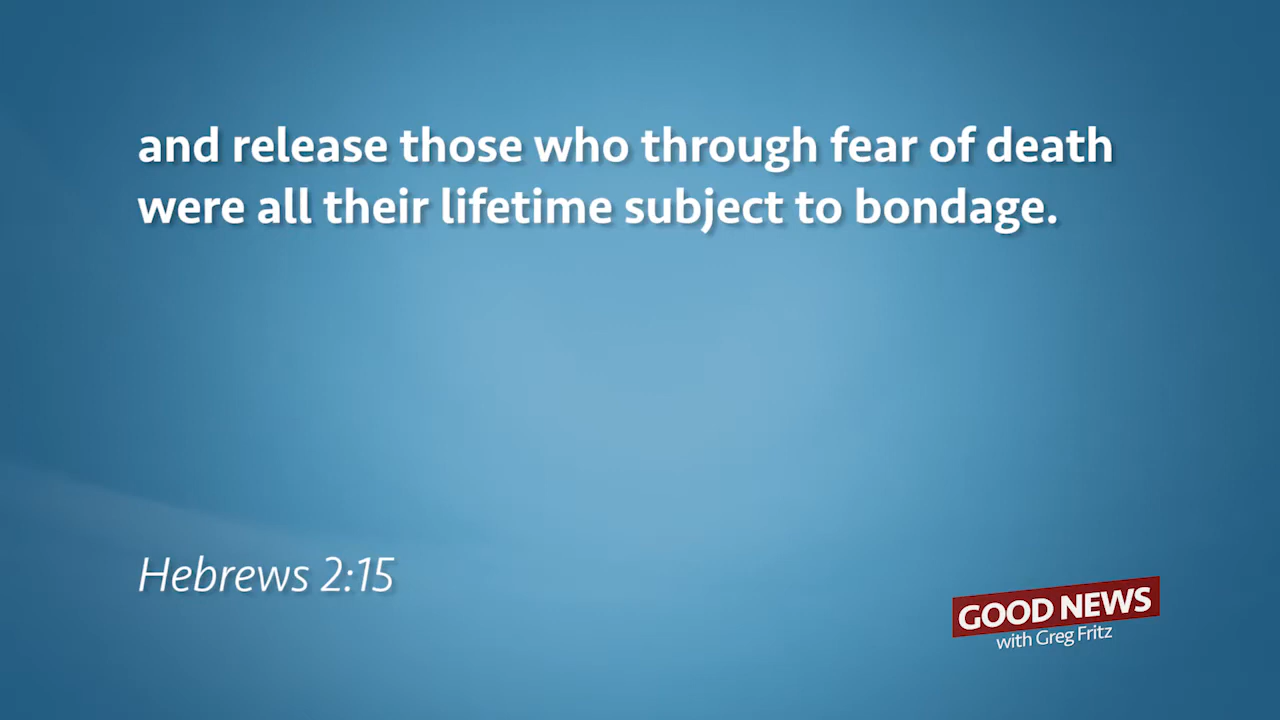 and release those who through fear of death
were all their lifetime subject to bondage.
Hebrews 2:15
GOOD NEWS
with Greg Fritz